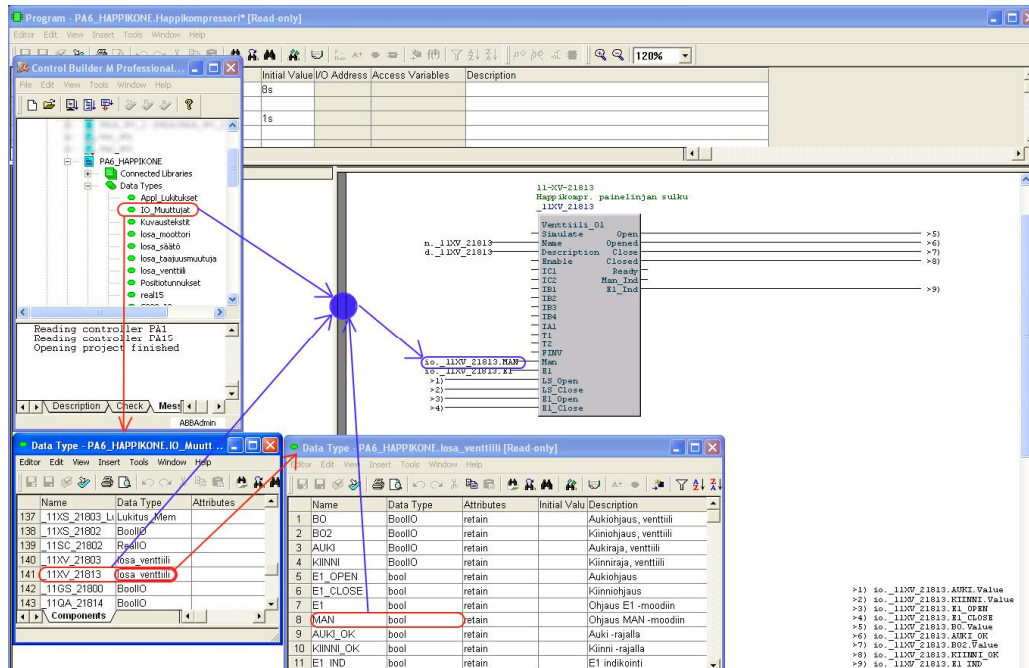 Program - PA6_HAPPIKONE.Happikompressori* [Read-only]
Editor Edit View Insert Tools Window Help
120%
Initial Value I/O Address Access Variables Description
8s
1s
Control Builder M Professional...
File Edit View Tools Window Help
PA6_HAPPIKONE
Connected Libraries
Data Types
Appl_Lukitukset
IO_Muuttujat
Kuvaustekstit
losa_moottori
losa_säätö
losa_taajuusmuutuja
losa_venttiili
Positiotunnukset
real15
Reading controller PA1
Reading controller PA15
Opening project finished
Description Check Mess
ABBAdmin
11-XV-21813
Happikompr. painelinjan sulku
_11XV_21813
Venttiili_01
Simulate Open >5)
n._11XV_21813 Name Opened >6)
d._11XV_21813 Description Close >7)
Enable Closed >8)
IC1 Ready
IC2 Man_Ind
IB1 E1_Ind >9)
IB2
IB3
IB4
IA1
T1
T2
FINV
io._11XV_21813.MAN Man
io._11XV_21813.E1 E1
>1) LS_Open
>2) LS_Close
>3) E1_Open
>4) E1_Close
Data Type - PA6_HAPPIKONE.IO_Muutt...
Editor Edit View Insert Tools Window Help
Name Data Type Attributes
137 _11XS_21803_Lu Lukitus_Mem
138 _11XS_21802 BoolIO
139 _11SC_21802 RealIO
140 _11XV_21803 Iosa_venttiili
141 _11XV_21813 Iosa_venttiili
142 _11GS_21800 BoolIO
143 _11QA_21814 BoolIO
Components
Data Type - PA6_HAPPIKONE.Iosa_venttiili [Read-only]
Editor Edit View Insert Tools Window Help
Name Data Type Attributes Initial Valu Description
1 BO BoolIO retain Aukiohjaus, venttiili
2 BO2 BoolIO retain Kiiniohjaus, venttiili
3 AUKI BoolIO retain Aukiraja, venttiili
4 KIINNI BoolIO retain Kiinniraja, venttiili
5 E1_OPEN bool retain Aukiohjaus
6 E1_CLOSE bool retain Kiinniohjaus
7 E1 bool retain Ohjaus E1 -moodiin
8 MAN bool retain Ohjaus MAN -moodiin
9 AUKI_OK bool retain Auki -rajalla
10 KIINNI_OK bool retain Kiinni -rajalla
11 E1_IND bool retain E1 indikointi
>1) io._11XV_21813.AUKI.Value
>2) io._11XV_21813.KIINNI.Value
>3) io._11XV_21813.E1_OPEN
>4) io._11XV_21813.E1_CLOSE
>5) io._11XV_21813.BO.Value
>6) io._11XV_21813.AUKI_OK
>7) io._11XV_21813.BO2.Value
>8) io._11XV_21813.KIINNI_OK
>9) io._11XV_21813.E1_IND